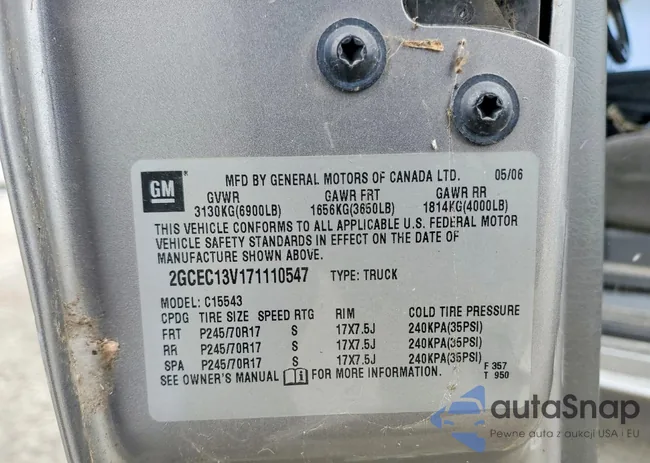 GM
MFD BY GENERAL MOTORS OF CANADA LTD. 05/06
GVWR GAWR FRT GAWR RR
3130KG(6900LB) 1656KG(3650LB) 1814KG(4000LB)
THIS VEHICLE CONFORMS TO ALL APPLICABLE U.S. FEDERAL MOTOR
VEHICLE SAFETY STANDARDS IN EFFECT ON THE DATE OF
MANUFACTURE SHOWN ABOVE.
2GCEC13V171110547 TYPE: TRUCK
MODEL: C15543
CPDG TIRE SIZE SPEED RTG RIM COLD TIRE PRESSURE
FRT P245/70R17 S 17X7.5J 240KPA(35PSI)
RR P245/70R17 S 17X7.5J 240KPA(35PSI)
SPA P245/70R17 S 17X7.5J 240KPA(35PSI)
SEE OWNER'S MANUAL FOR MORE INFORMATION.
F 357
T 950
autaSnap
Pewne auta z aukcji USA i EU